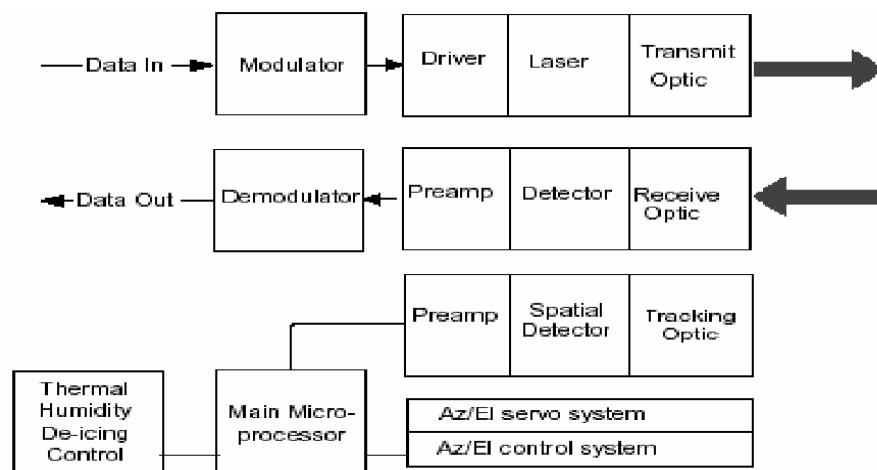 Data In
Modulator
Driver
Laser
Transmit
Optic
Data Out
Demodulator
Preamp
Detector
Receive
Optic
Preamp
Spatial
Detector
Tracking
Optic
Thermal
Humidity
De-icing
Control
Main Micro-
processor
Az/El servo system
Az/El control system